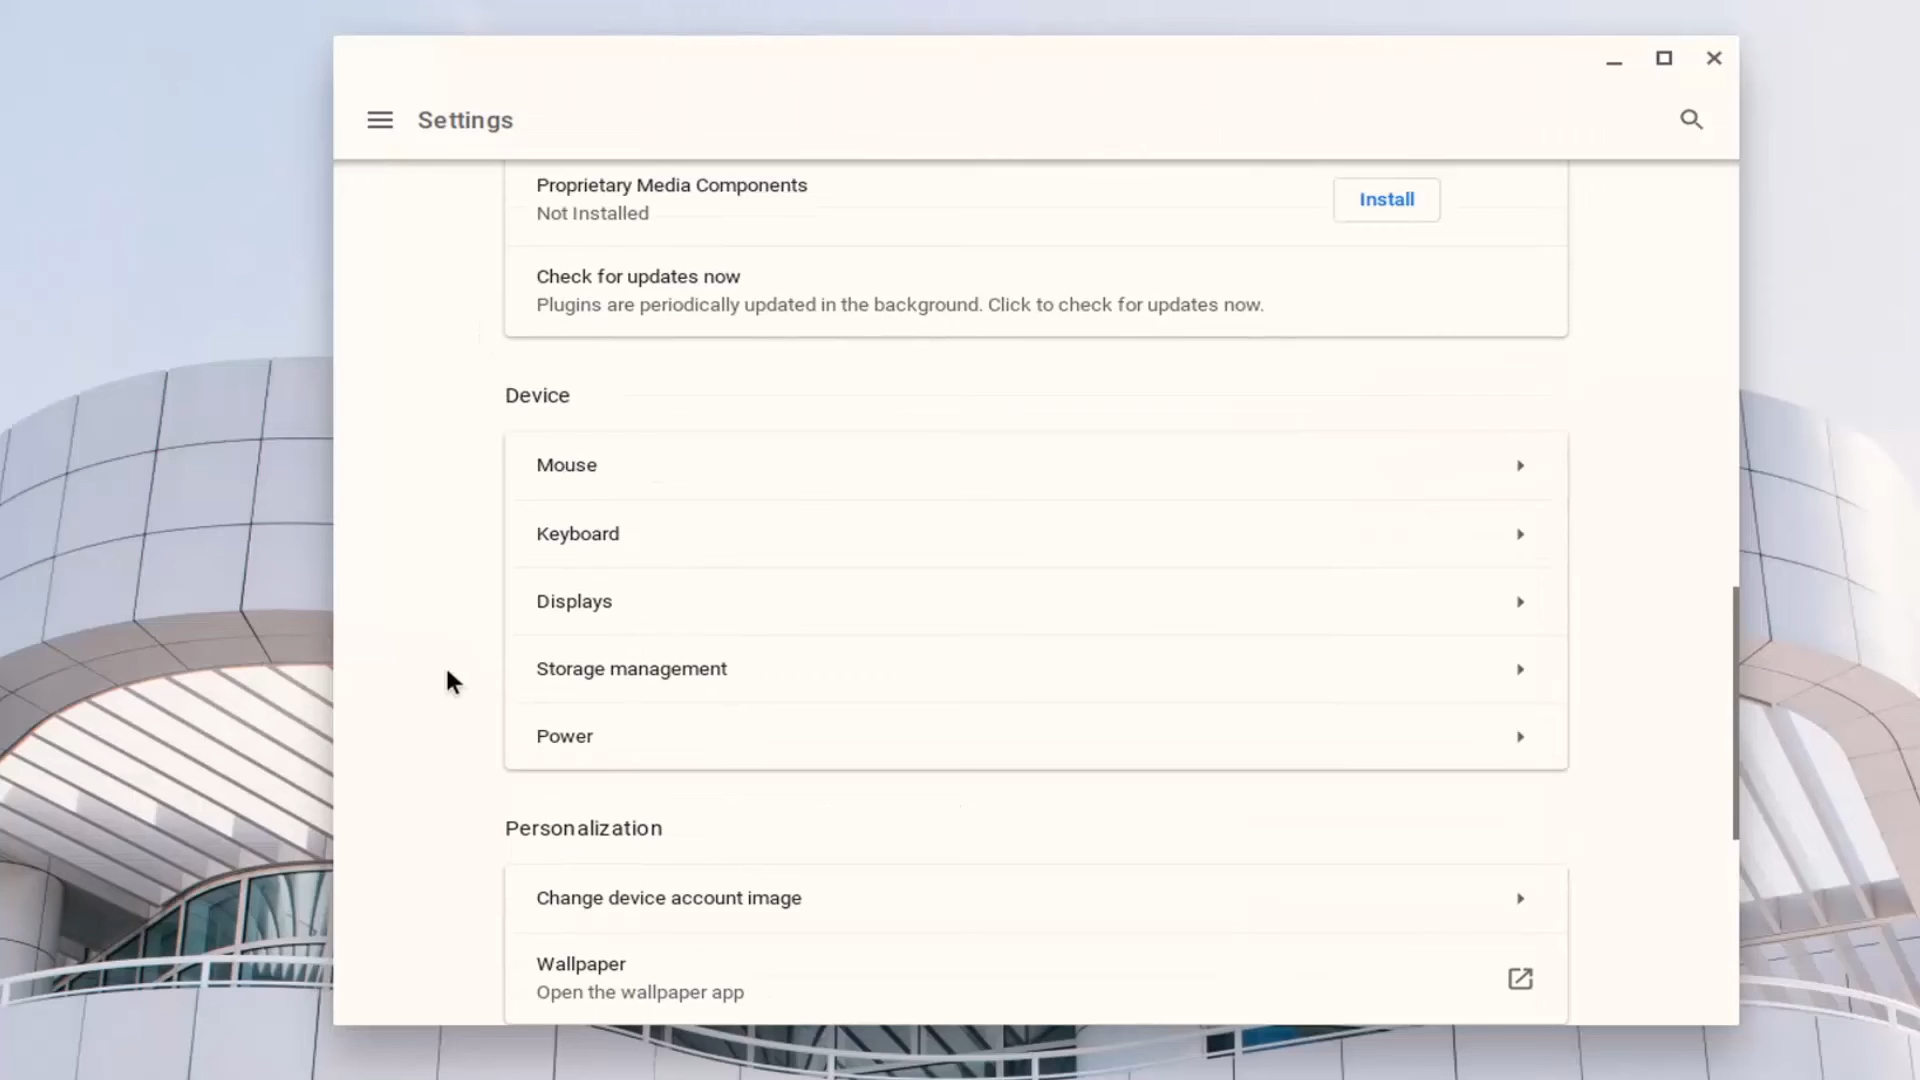 Settings
Proprietary Media Components
Not Installed
Install
Check for updates now
Plugins are periodically updated in the background. Click to check for updates now.
Device
Mouse
Keyboard
Displays
Storage management
Power
Personalization
Change device account image
Wallpaper
Open the wallpaper app